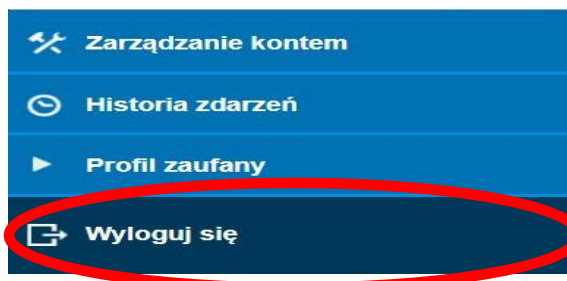 Zarządzanie kontem
Historia zdarzeń
Profil zaufany
Wyloguj się